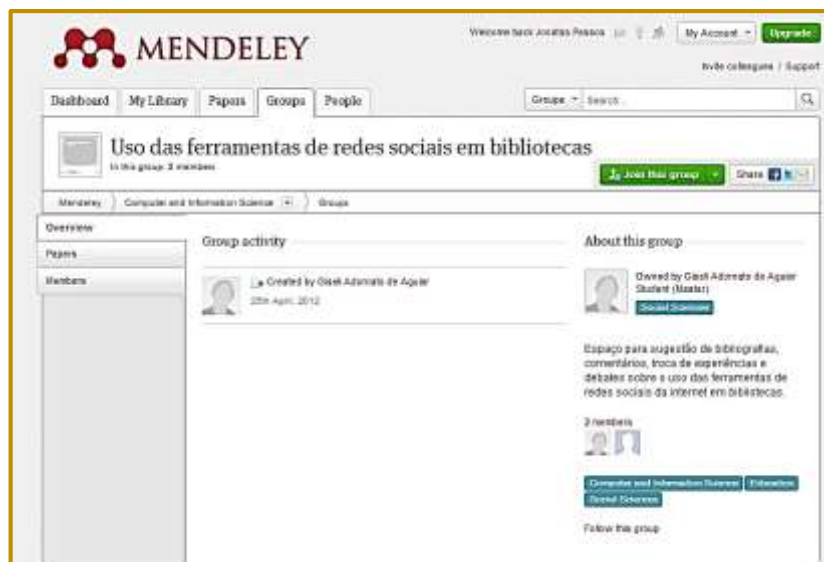 MENDELEY
Welcome back Jonatas Pessoa
My Account
Upgrade
Invite colleagues / Support
Dashboard
My Library
Papers
Groups
People
Groups
Search...
Uso das ferramentas de redes sociais em bibliotecas
In this group: 2 members
Join this group
Share
Mendeley
Computer and Information Science
Groups
Overview
Papers
Members
Group activity
Created by Giseli Adornato de Aguiar
25th April, 2012
About this group
Owned by Giseli Adornato de Aguiar
Student (Master)
Social Sciences
Espaço para sugestão de bibliografias,
comentários, troca de experiências e
debates sobre o uso das ferramentas de
redes sociais da internet em bibliotecas.
2 members
Computer and Information Science
Education
Social Sciences
Follow this group